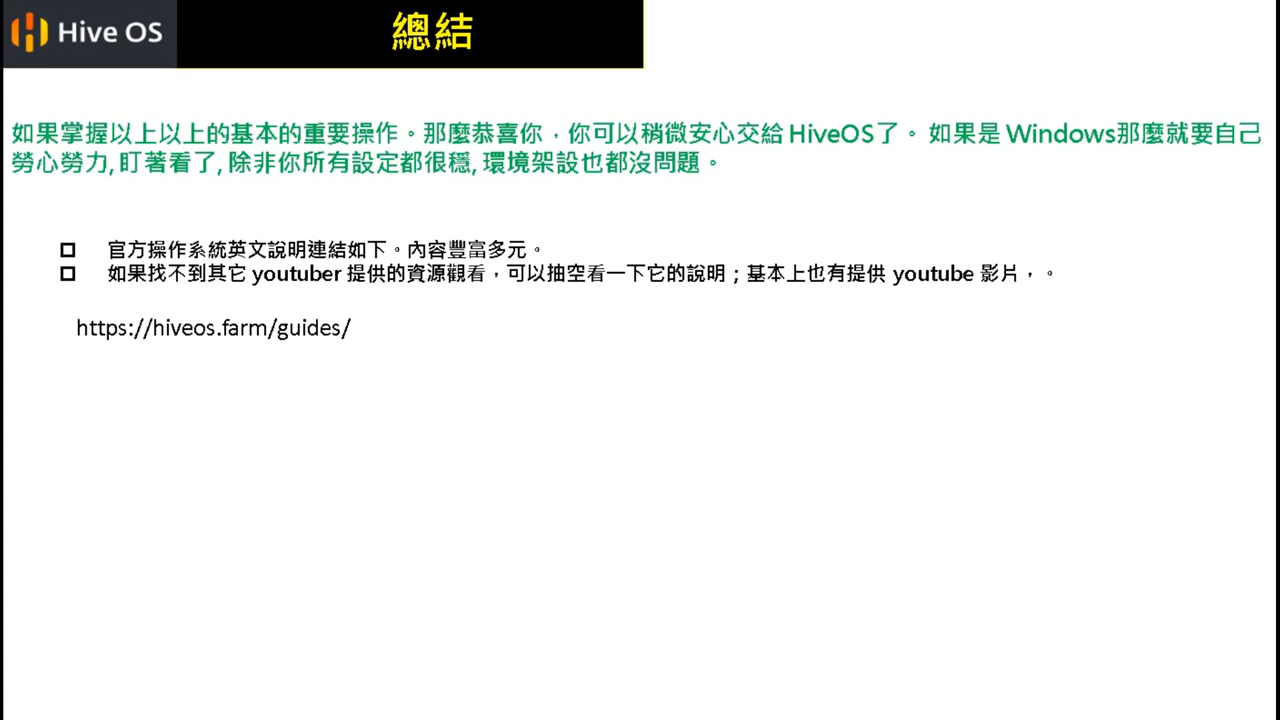 Hive OS
總結
如果掌握以上以上的基本的重要操作。那麼恭喜你，你可以稍微安心交給HiveOS了。 如果是 Windows那麼就要自己
勞心勞力, 盯著看了, 除非你所有設定都很穩, 環境架設也都沒問題。
官方操作系統英文說明連結如下。內容豐富多元。
如果找不到其它 youtuber 提供的資源觀看，可以抽空看一下它的說明；基本上也有提供 youtube 影片，。
https://hiveos.farm/guides/